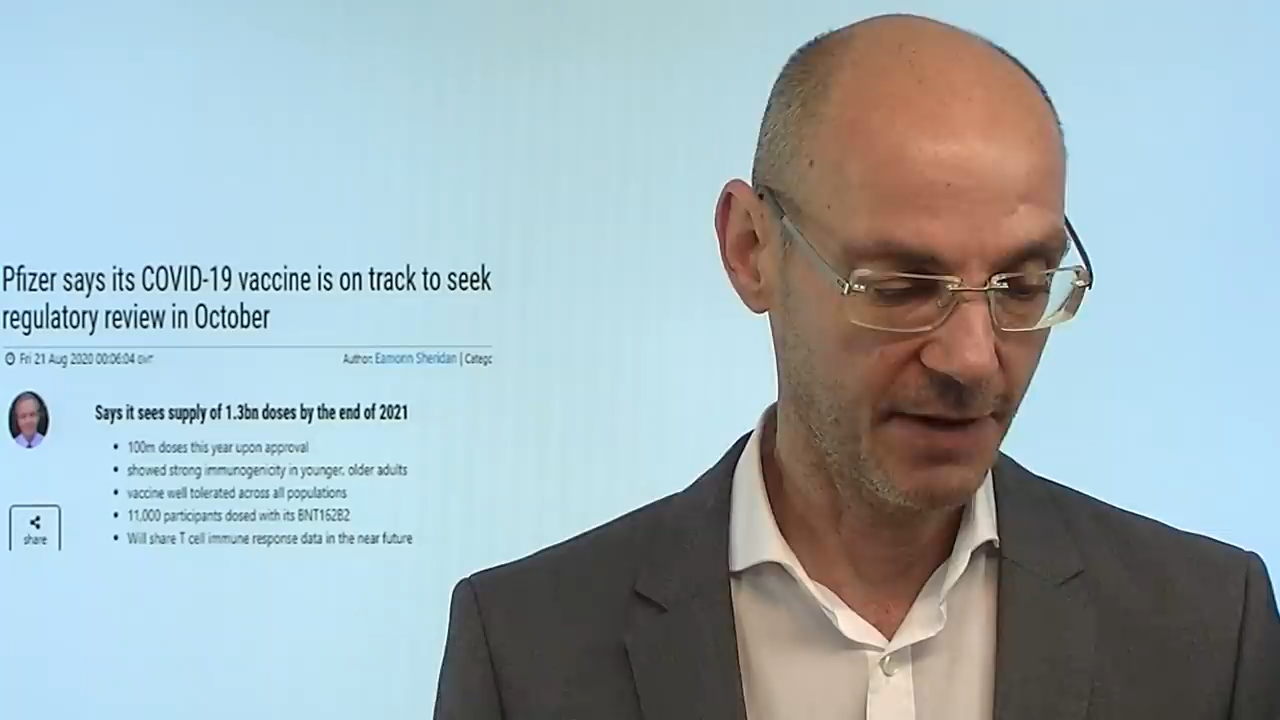 Pfizer says its COVID-19 vaccine is on track to seek
regulatory review in October
Fri 21 Aug 2020 00:06:04 GMT
Author: Eamonn Sheridan | Catego
Says it sees supply of 1.3bn doses by the end of 2021
• 100m doses this year upon approval
• showed strong immunogenicity in younger, older adults
• vaccine well tolerated across all populations
• 11,000 participants dosed with its BNT162B2
• Will share T cell immune response data in the near future
share